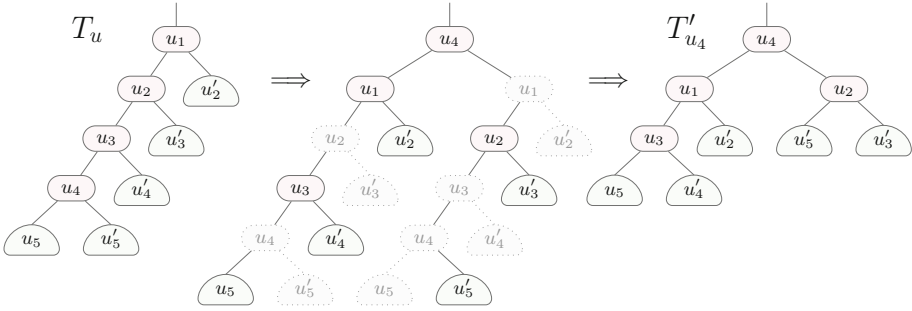 T_u u_1 u_4 T'_{u_4} u_4
u_2 u'_2 ⟹ u_1 u_1 ⟹ u_1 u_2
u_3 u'_3 u_2 u'_2 u_2 u'_2 u_3 u'_2 u'_5 u'_3
u_4 u'_4 u_3 u'_3 u_3 u'_3 u_5 u'_4
u_5 u'_5 u_4 u'_4 u_4 u'_4
u_5 u'_5 u_5 u'_5